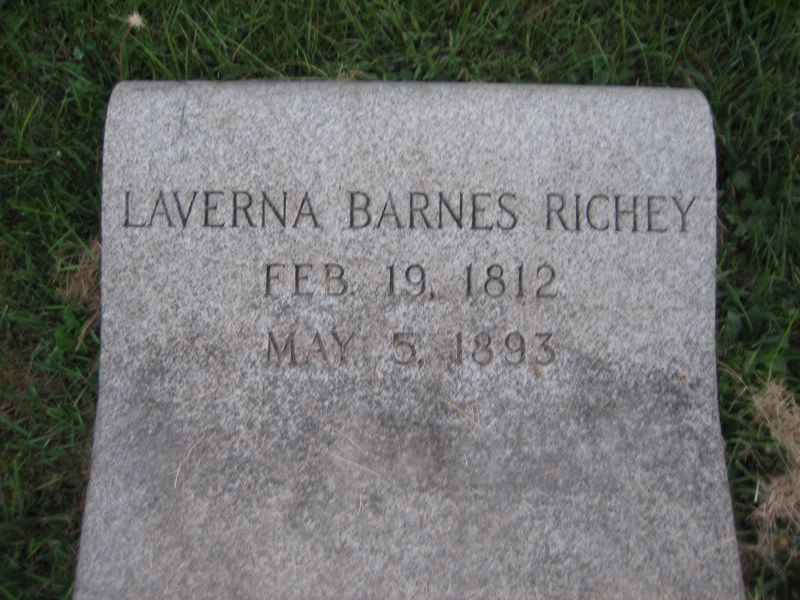 LAVERNA BARNES RICHEY
FEB. 19, 1812
MAY 5, 1893